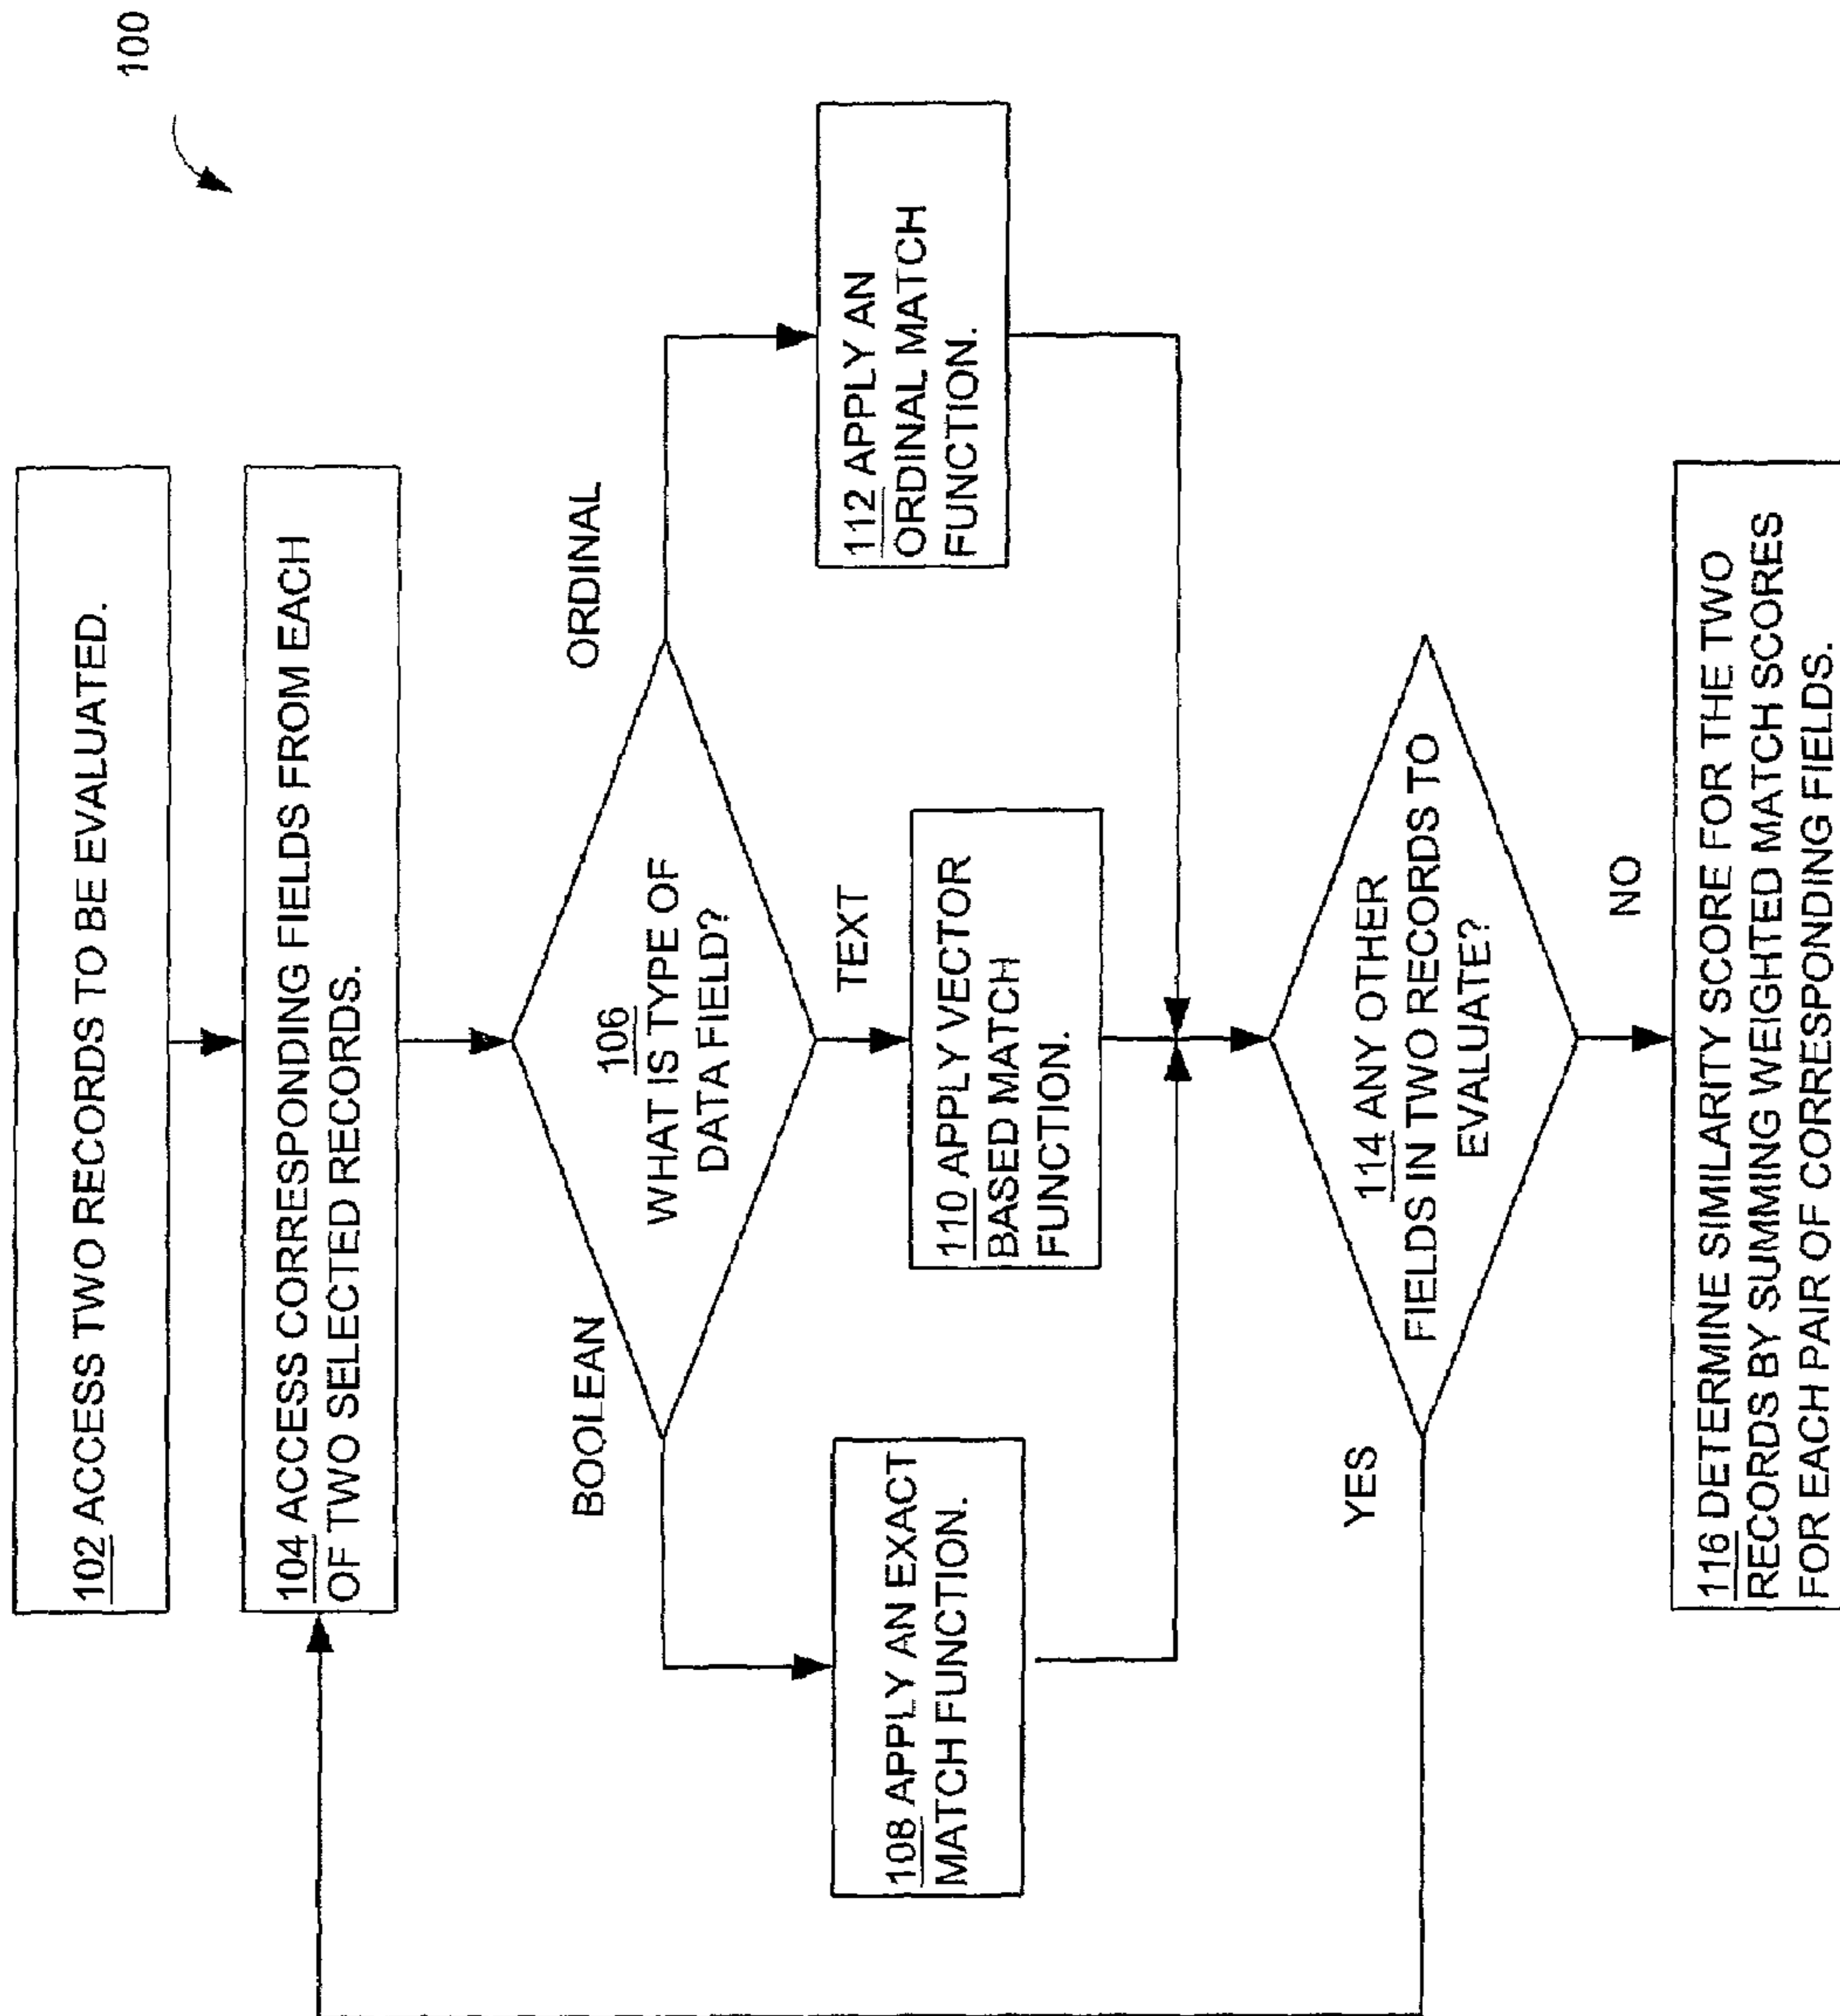 100
102 ACCESS TWO RECORDS TO BE EVALUATED.
104 ACCESS CORRESPONDING FIELDS FROM EACH
OF TWO SELECTED RECORDS.
106
WHAT IS TYPE OF
DATA FIELD?
BOOLEAN
TEXT
ORDINAL
108 APPLY AN EXACT
MATCH FUNCTION.
110 APPLY VECTOR
BASED MATCH
FUNCTION.
112 APPLY AN
ORDINAL MATCH
FUNCTION.
114 ANY OTHER
FIELDS IN TWO RECORDS TO
EVALUATE?
YES
NO
116 DETERMINE SIMILARITY SCORE FOR THE TWO
RECORDS BY SUMMING WEIGHTED MATCH SCORES
FOR EACH PAIR OF CORRESPONDING FIELDS.